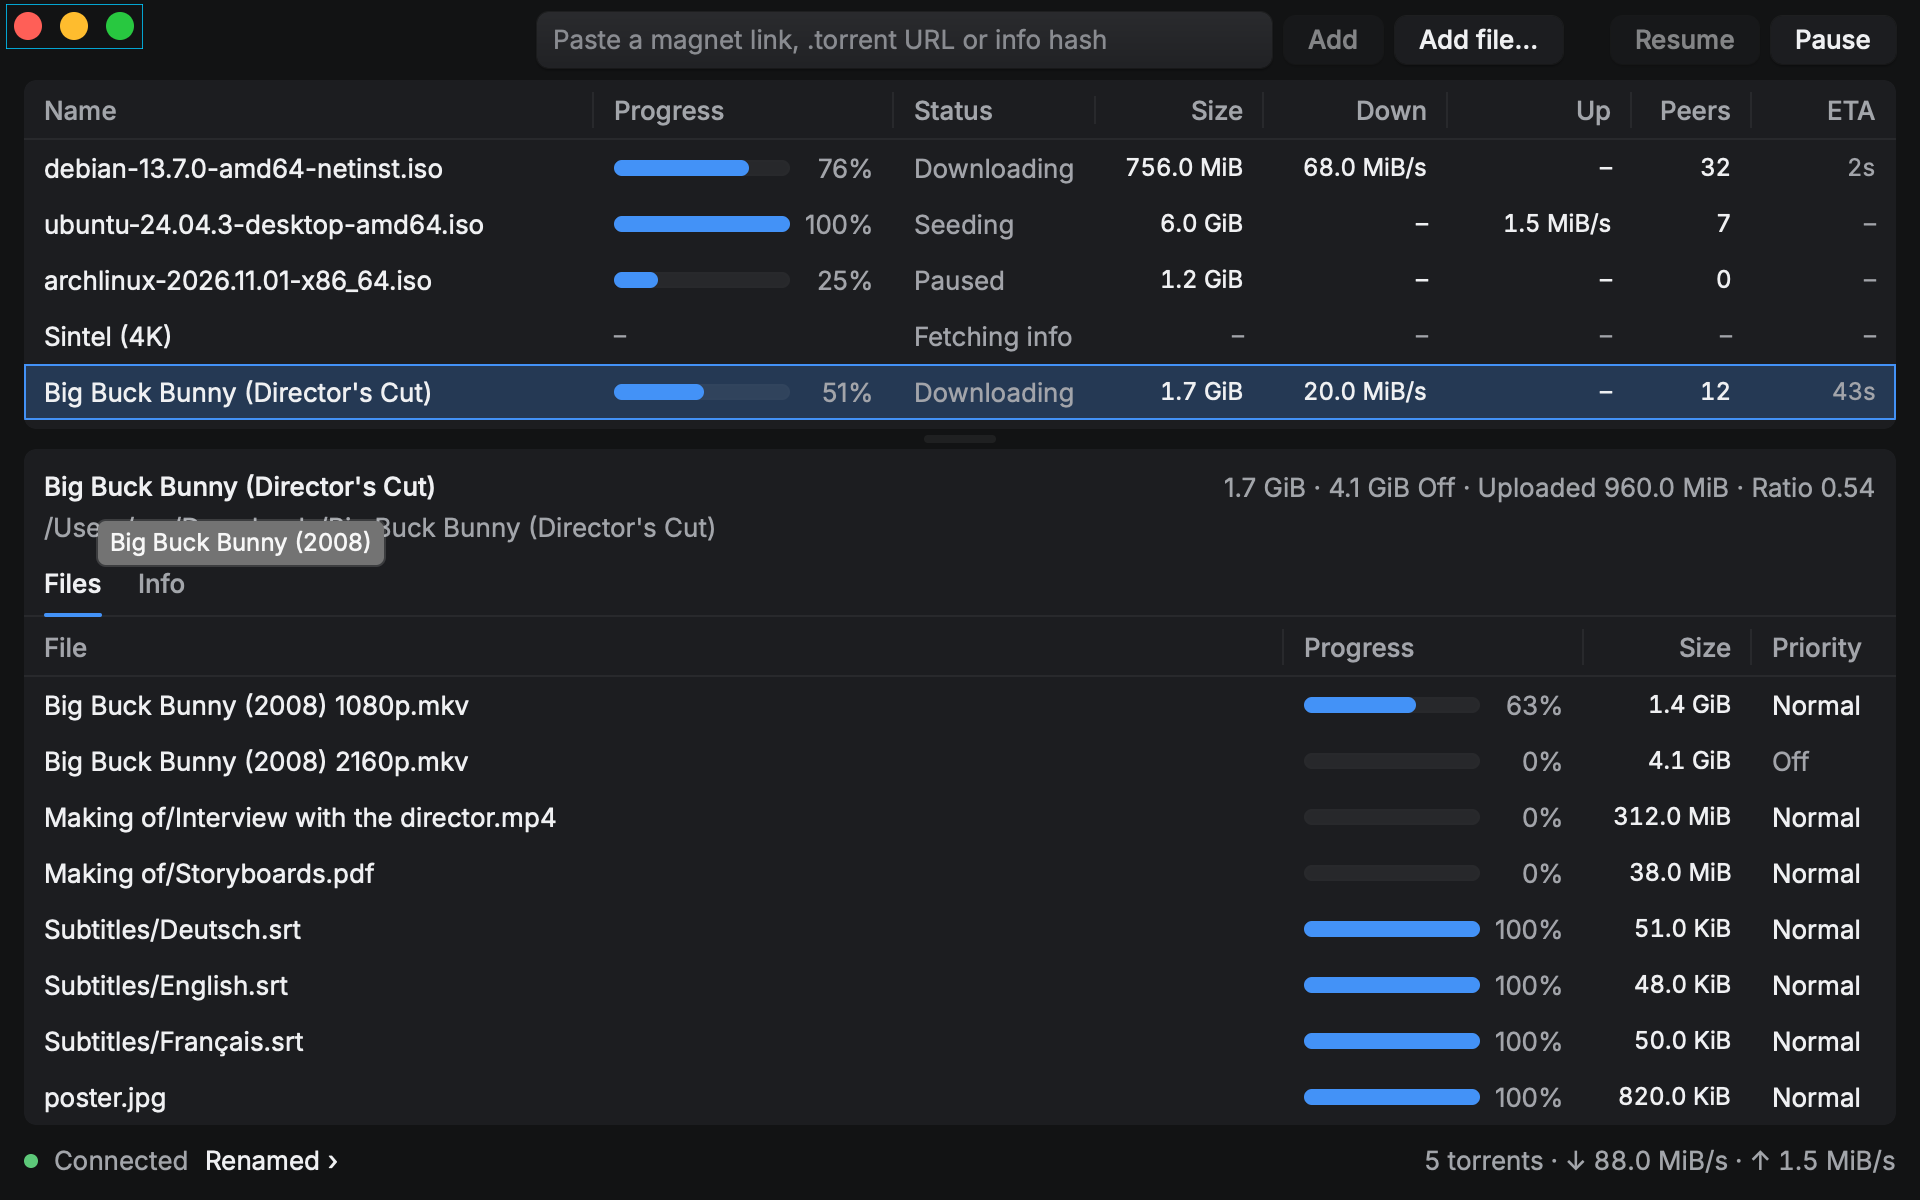 Paste a magnet link, .torrent URL or info hash Add Add file... Resume Pause
Name Progress Status Size Down Up Peers ETA
debian-13.7.0-amd64-netinst.iso 76% Downloading 756.0 MiB 68.0 MiB/s – 32 2s
ubuntu-24.04.3-desktop-amd64.iso 100% Seeding 6.0 GiB – 1.5 MiB/s 7 –
archlinux-2026.11.01-x86_64.iso 25% Paused 1.2 GiB – – 0 –
Sintel (4K) – Fetching info – – – – –
Big Buck Bunny (Director's Cut) 51% Downloading 1.7 GiB 20.0 MiB/s – 12 43s
Big Buck Bunny (Director's Cut) 1.7 GiB · 4.1 GiB Off · Uploaded 960.0 MiB · Ratio 0.54
Buck Bunny (Director's Cut)
Big Buck Bunny (2008)
Files Info
File Progress Size Priority
Big Buck Bunny (2008) 1080p.mkv 63% 1.4 GiB Normal
Big Buck Bunny (2008) 2160p.mkv 0% 4.1 GiB Off
Making of/Interview with the director.mp4 0% 312.0 MiB Normal
Making of/Storyboards.pdf 0% 38.0 MiB Normal
Subtitles/Deutsch.srt 100% 51.0 KiB Normal
Subtitles/English.srt 100% 48.0 KiB Normal
Subtitles/Français.srt 100% 50.0 KiB Normal
poster.jpg 100% 820.0 KiB Normal
Connected Renamed › 5 torrents · ↓ 88.0 MiB/s · ↑ 1.5 MiB/s